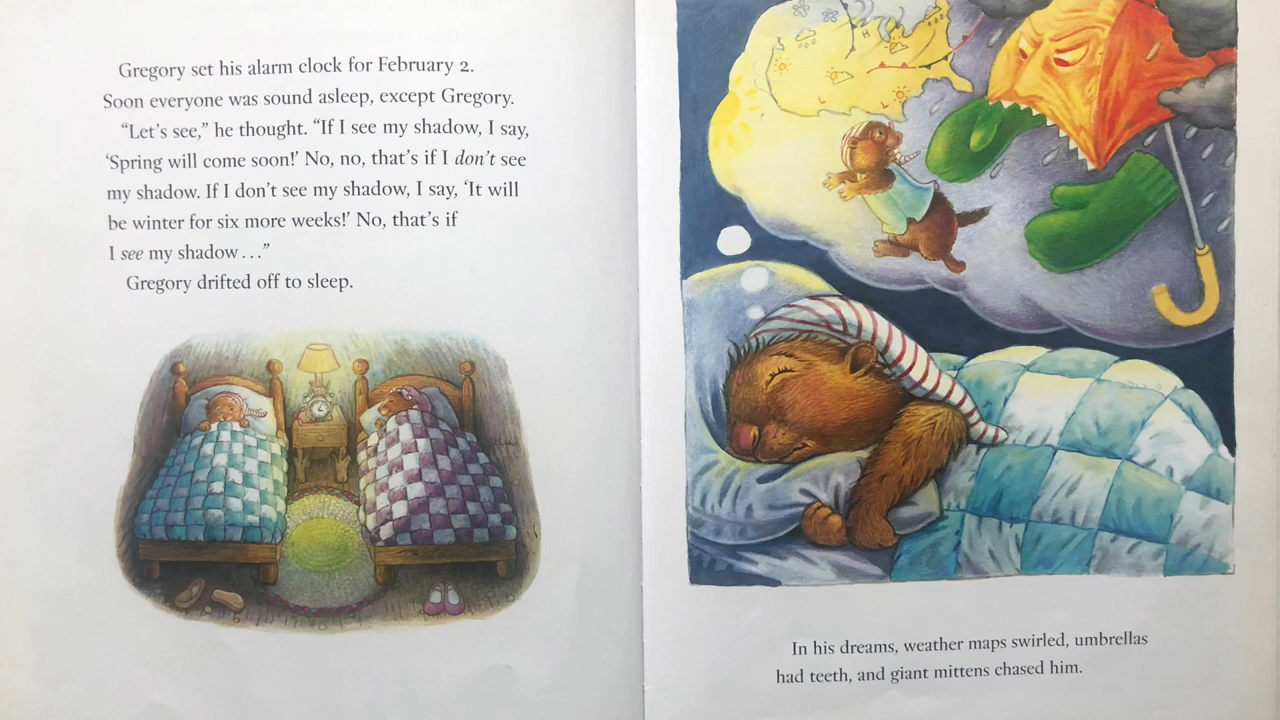 Gregory set his alarm clock for February 2.
Soon everyone was sound asleep, except Gregory.
“Let’s see,” he thought. “If I see my shadow, I say,
‘Spring will come soon!’ No, no, that’s if I don’t see
my shadow. If I don’t see my shadow, I say, ‘It will
be winter for six more weeks!’ No, that’s if
I see my shadow . . .”
Gregory drifted off to sleep.
H
L
L
In his dreams, weather maps swirled, umbrellas
had teeth, and giant mittens chased him.